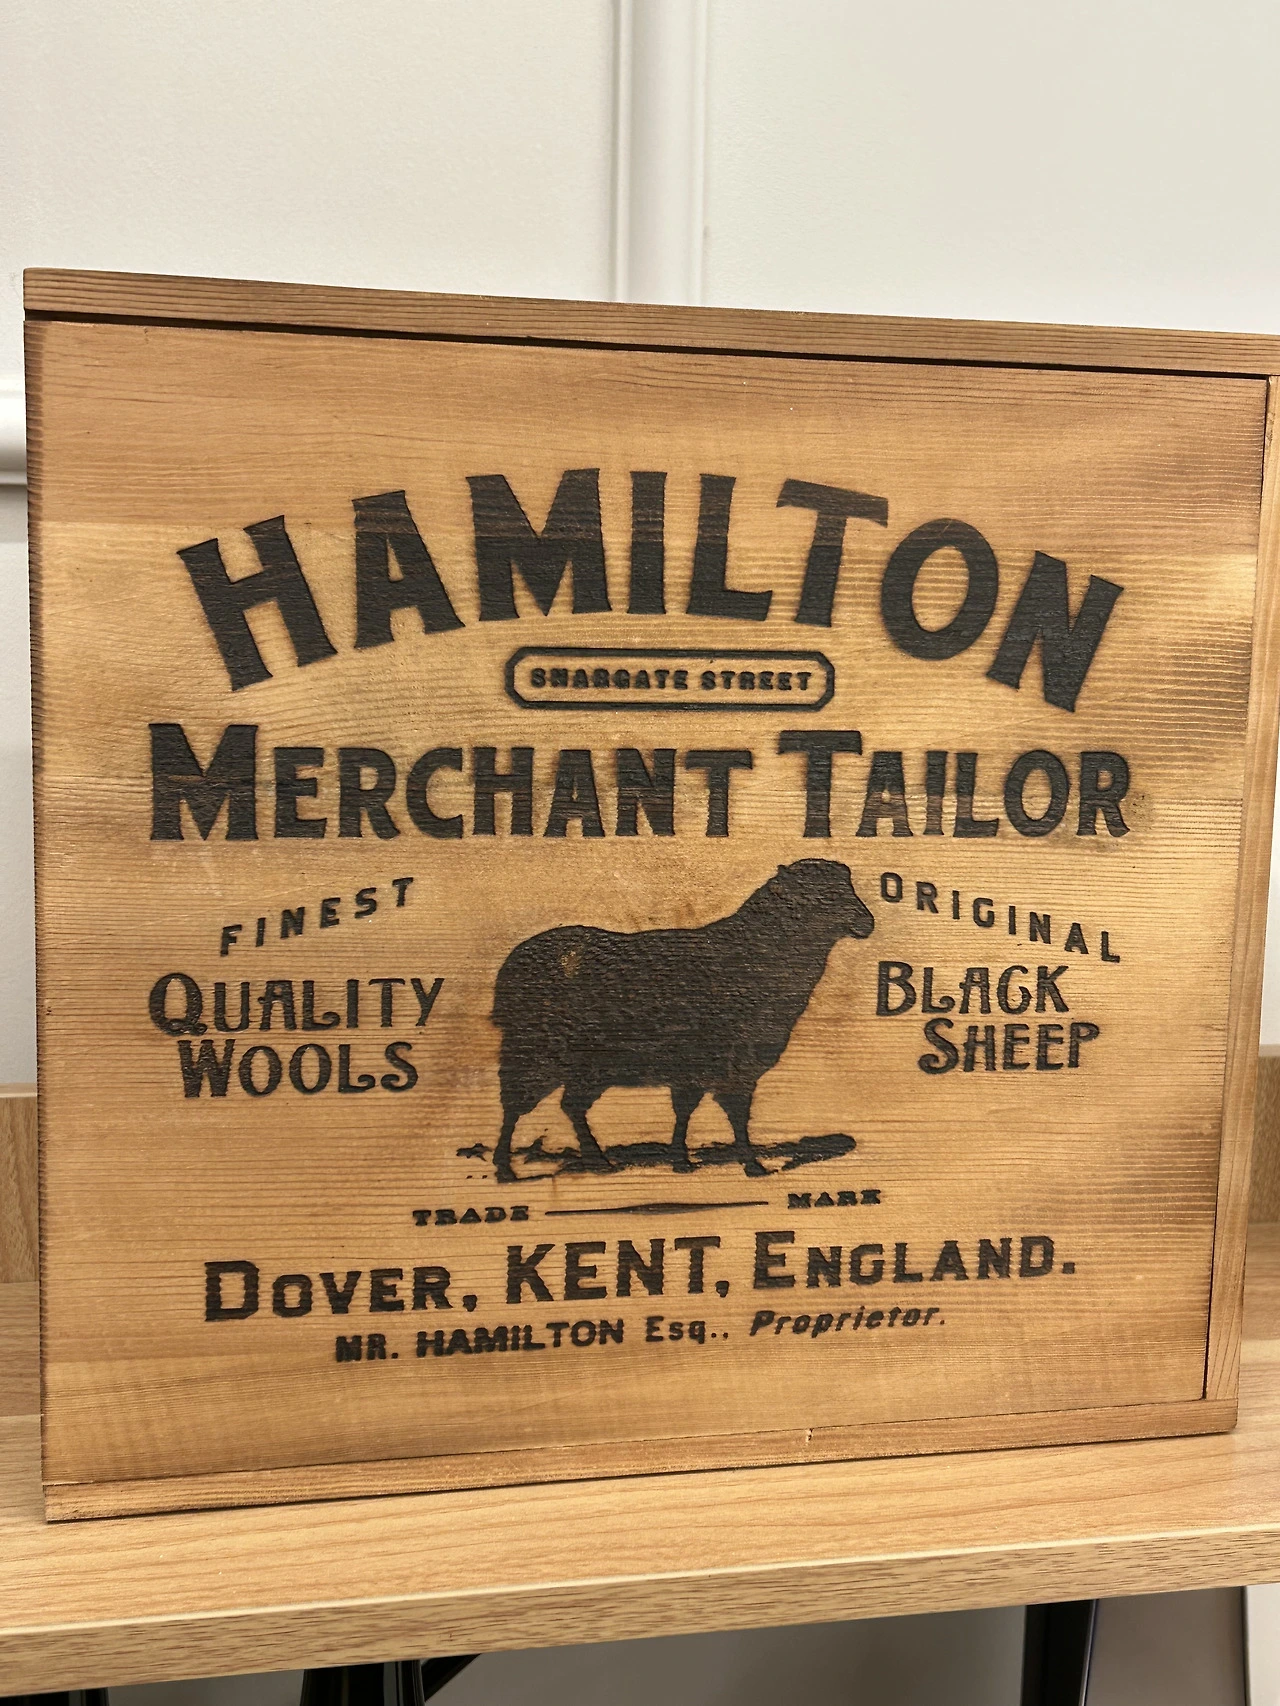 HAMILTON
SNARGATE STREET
MERCHANT TAILOR
FINEST
QUALITY
WOOLS
ORIGINAL
BLACK
SHEEP
TRADE MARK
DOVER, KENT, ENGLAND.
MR. HAMILTON Esq., Proprietor.